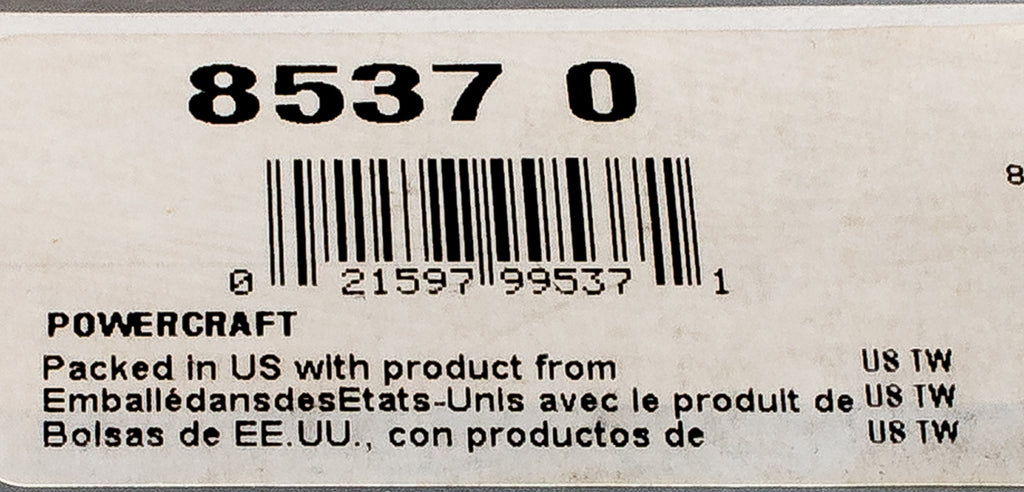 8537 0
8
0 21597 99537 1
POWERCRAFT
Packed in US with product from US TW
EmballédansdesEtats-Unis avec le produit de US TW
Bolsas de EE.UU., con productos de US TW